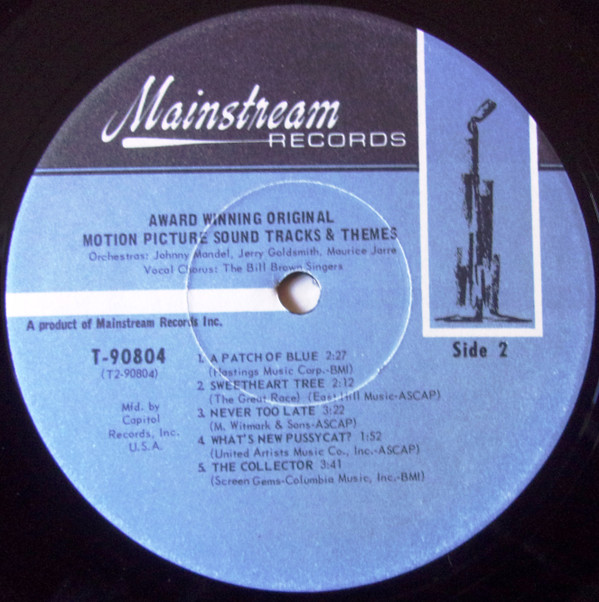 Mainstream
RECORDS
AWARD WINNING ORIGINAL
MOTION PICTURE SOUND TRACKS & THEMES
Orchestras: Johnny Mandel, Jerry Goldsmith, Maurice Jarre
Vocal Chorus: The Bill Brown Singers
A product of Mainstream Records Inc.
T-90804
(T2-90804)
Side 2
Mfd. by
Capitol
Records, Inc.
U.S.A.
1. A PATCH OF BLUE 2:27
(Hastings Music Corp.-BMI)
2. SWEETHEART TREE 2:12
(The Great Race) (East Hill Music-ASCAP)
3. NEVER TOO LATE 3:22
(M. Witmark & Sons-ASCAP)
4. WHAT'S NEW PUSSYCAT? 1:52
(United Artists Music Co., Inc.-ASCAP)
5. THE COLLECTOR 3:41
(Screen Gems-Columbia Music, Inc.-BMI)